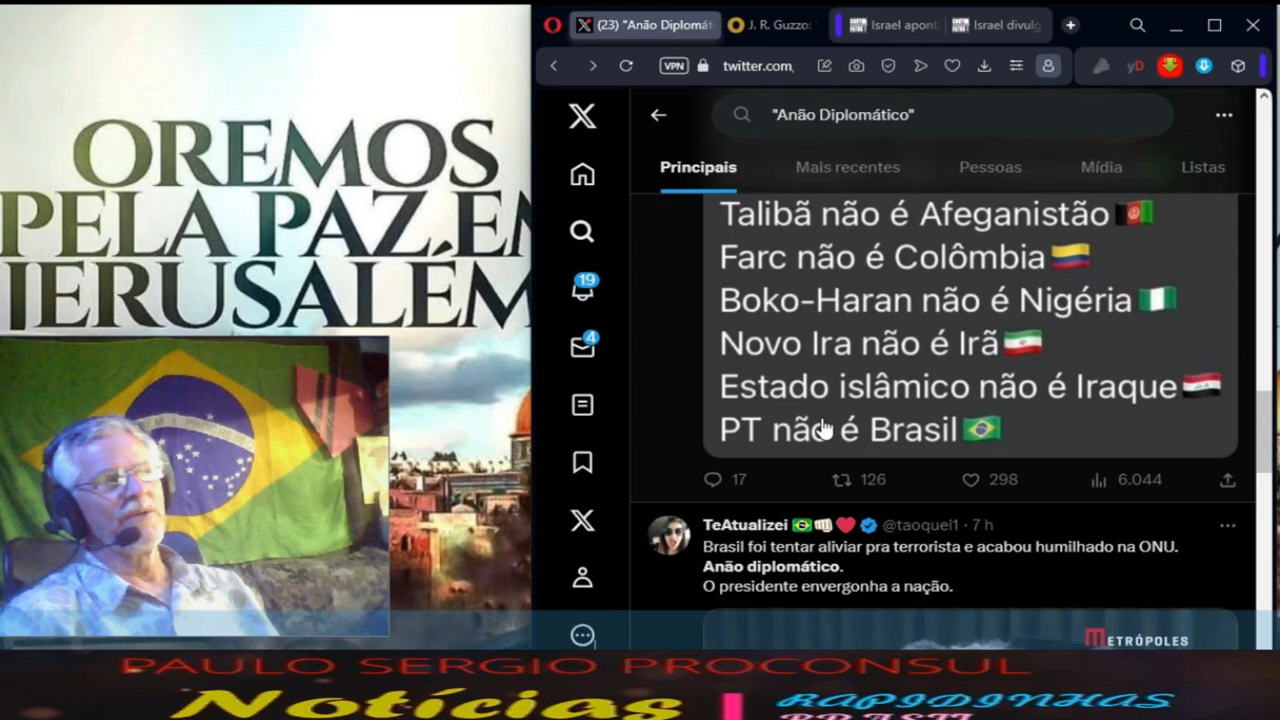 OREMOS
PELA PAZ EM
JERUSALÉM
(23) "Anão Diplomáti
J. R. Guzzo:
Israel apont
Israel divulg
VPN
twitter.com,
yD
"Anão Diplomático"
Principais
Mais recentes
Pessoas
Mídia
Listas
19
4
Talibã não é Afeganistão
Farc não é Colômbia
Boko-Haran não é Nigéria
Novo Ira não é Irã
Estado islâmico não é Iraque
PT não é Brasil
17
126
298
6.044
TeAtualizei @taoquei1 · 7 h
Brasil foi tentar aliviar pra terrorista e acabou humilhado na ONU.
Anão diplomático.
O presidente envergonha a nação.
METRÓPOLES
PAULO SERGIO PROCONSUL
Notícias
RAPIDINHAS
BRASIL